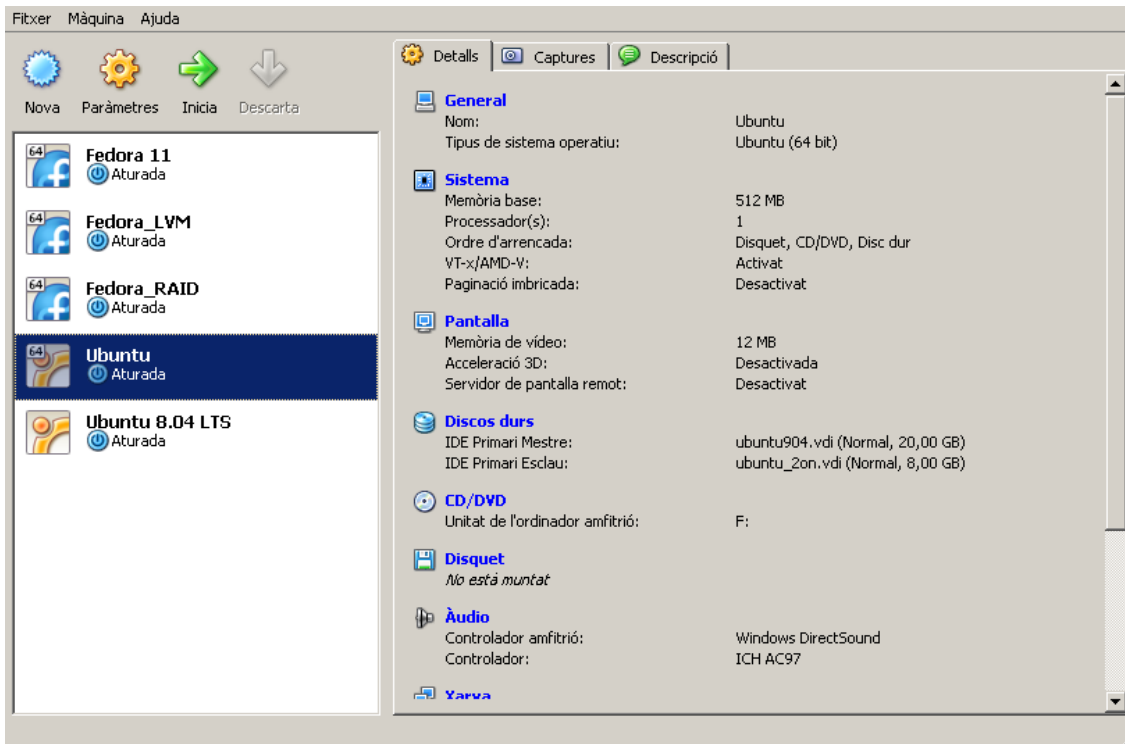 Fitxer Màquina Ajuda
Nova Paràmetres Inicia Descarta
64 Fedora 11
Aturada
64 Fedora_LVM
Aturada
64 Fedora_RAID
Aturada
64 Ubuntu
Aturada
Ubuntu 8.04 LTS
Aturada
Detalls Captures Descripció
General
Nom: Ubuntu
Tipus de sistema operatiu: Ubuntu (64 bit)
Sistema
Memòria base: 512 MB
Processador(s): 1
Ordre d'arrencada: Disquet, CD/DVD, Disc dur
VT-x/AMD-V: Activat
Paginació imbricada: Desactivat
Pantalla
Memòria de vídeo: 12 MB
Acceleració 3D: Desactivada
Servidor de pantalla remot: Desactivat
Discos durs
IDE Primari Mestre: ubuntu904.vdi (Normal, 20,00 GB)
IDE Primari Esclau: ubuntu_2on.vdi (Normal, 8,00 GB)
CD/DVD
Unitat de l'ordinador amfitrió: F:
Disquet
No està muntat
Àudio
Controlador amfitrió: Windows DirectSound
Controlador: ICH AC97
Xarxa